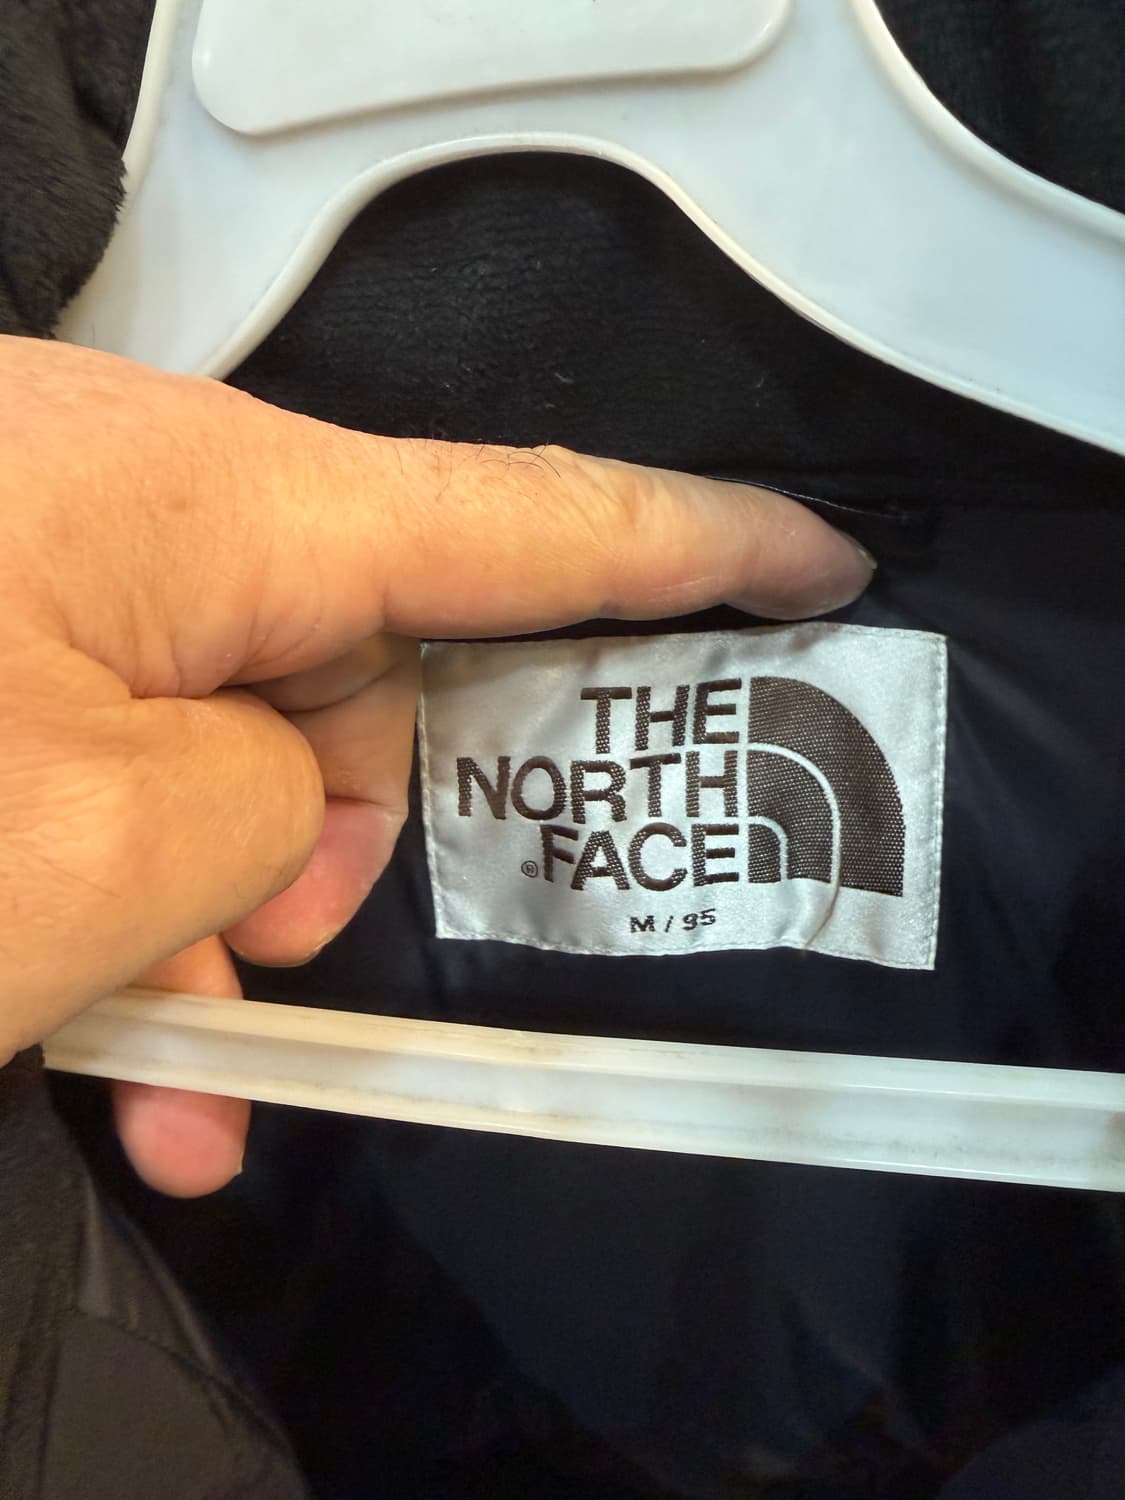 THE
NORTH
®FACE
M / 95